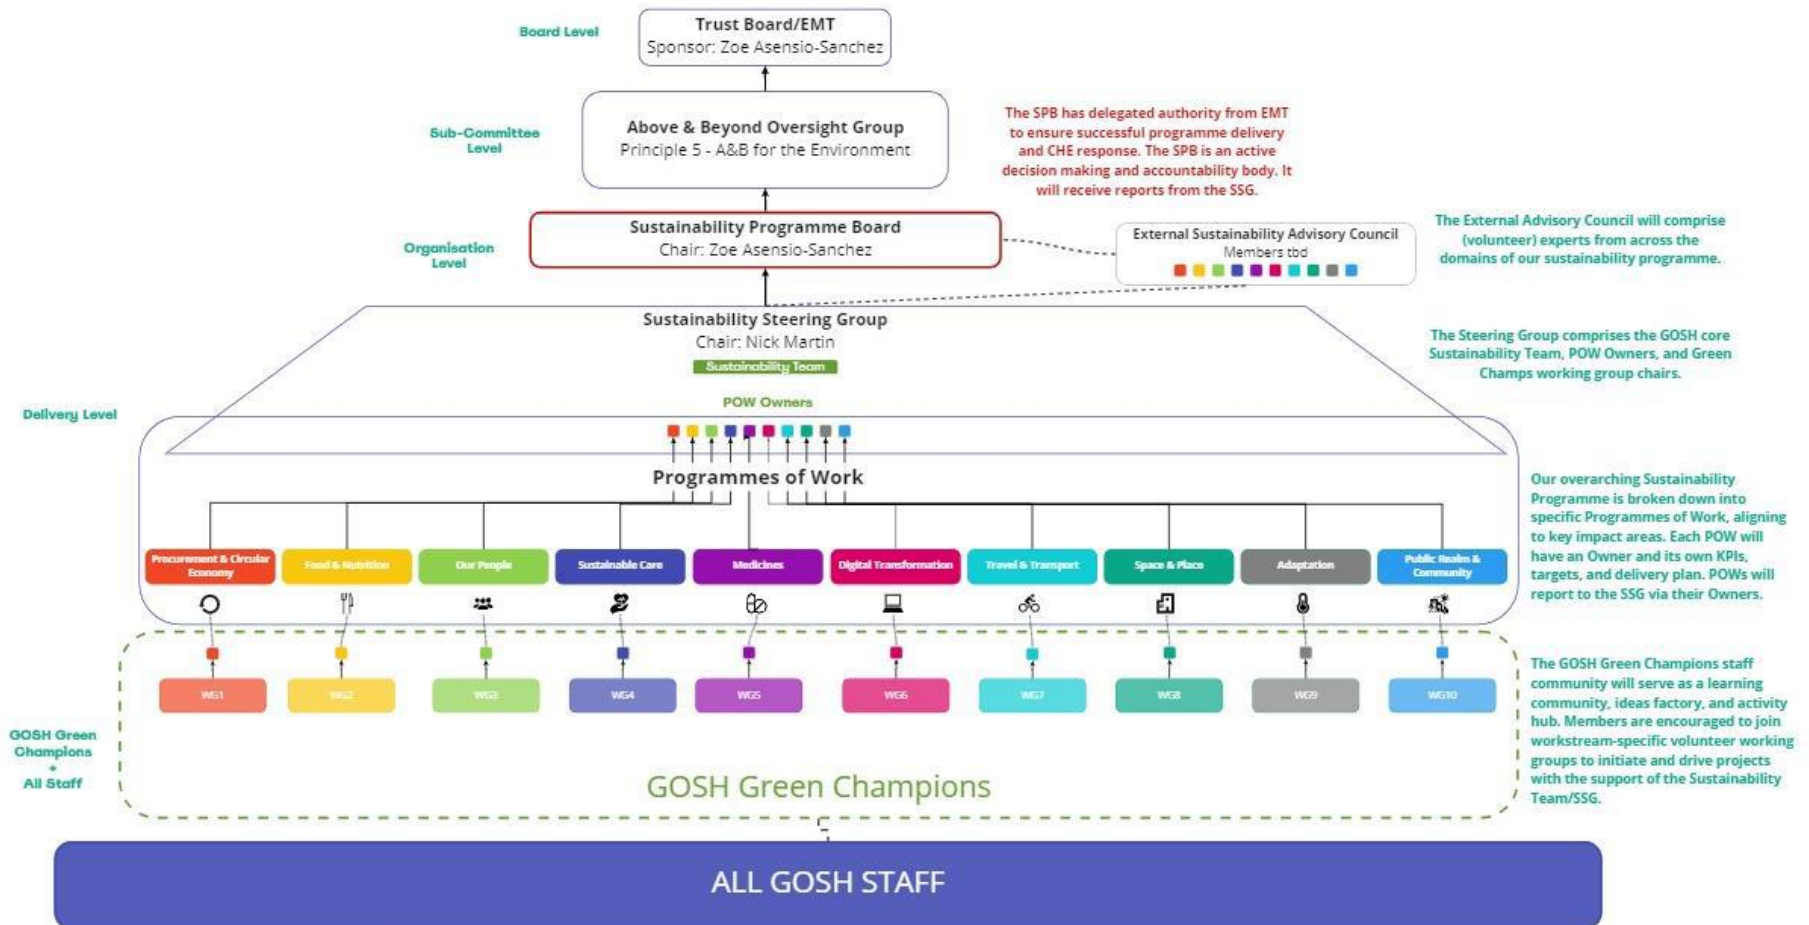 Board Level
Trust Board/EMT
Sponsor: Zoe Asensio-Sanchez
Sub-Committee
Level
Above & Beyond Oversight Group
Principle 5 - A&B for the Environment
The SPB has delegated authority from EMT
to ensure successful programme delivery
and CHE response. The SPB is an active
decision making and accountability body. It
will receive reports from the SSG.
Organisation
Level
Sustainability Programme Board
Chair: Zoe Asensio-Sanchez
External Sustainability Advisory Council
Members tbd
The External Advisory Council will comprise
(volunteer) experts from across the
domains of our sustainability programme.
Sustainability Steering Group
Chair: Nick Martin
Sustainability Team
POW Owners
The Steering Group comprises the GOSH core
Sustainability Team, POW Owners, and Green
Champs working group chairs.
Delivery Level
Programmes of Work
Procurement & Circular
Economy
Food & Nutrition
Our People
Sustainable Care
Medicines
Digital Transformation
Travel & Transport
Space & Place
Adaptation
Public Realm &
Community
Our overarching Sustainability
Programme is broken down into
specific Programmes of Work, aligning
to key impact areas. Each POW will
have an Owner and its own KPIs,
targets, and delivery plan. POWs will
report to the SSG via their Owners.
WG1
WG2
WG3
WG4
WG5
WG6
WG7
WG8
WG9
WG10
GOSH Green
Champions
+
All Staff
GOSH Green Champions
The GOSH Green Champions staff
community will serve as a learning
community, ideas factory, and activity
hub. Members are encouraged to join
workstream-specific volunteer working
groups to initiate and drive projects
with the support of the Sustainability
Team/SSG.
ALL GOSH STAFF